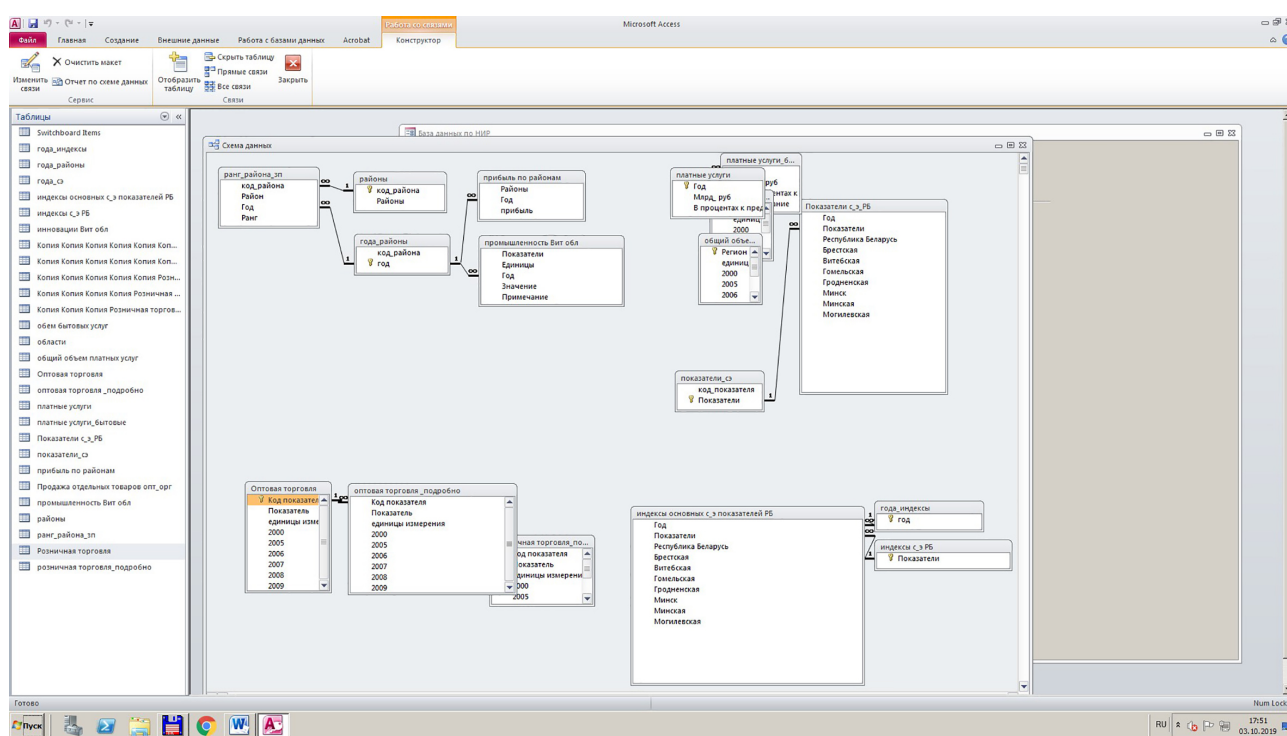 Работа со связями
Microsoft Access
Файл Главная Создание Внешние данные Работа с базами данных Acrobat Конструктор
Изменить связи
Очистить макет
Отчет по схеме данных
Сервис
Отобразить таблицу
Скрыть таблицу
Прямые связи
Все связи
Связи
Закрыть
Таблицы
Switchboard Items
года_индексы
года_районы
года_сэ
индексы основных с_э показателей РБ
индексы с_э РБ
инновации Вит обл
Копия Копия Копия Копия Копия Коп...
Копия Копия Копия Копия Копия Коп...
Копия Копия Копия Копия Копия Розн...
Копия Копия Копия Копия Розничная ...
Копия Копия Копия Розничная торгов...
обем бытовых услуг
области
общий объем платных услуг
Оптовая торговля
оптовая торговля _подробно
платные услуги
платные услуги_бытовые
Показатели с_э_РБ
показатели_сэ
прибыль по районам
Продажа отдельных товаров опт_орг
промышленность Вит обл
районы
ранг_района_зп
Розничная торговля
розничная торговля_подробно
База данных по НИР
Схема данных
ранг_района_зп
код_района
Район
Год
Ранг
районы
код_района
Районы
года_районы
код_района
год
прибыль по районам
Районы
Год
прибыль
промышленность Вит обл
Показатели
Единицы
Год
Значение
Примечание
платные услуги_б...
платные услуги
Год
Млрд_ руб
В процентах к пред
2000
общий объе...
Регион
единиц
2000
2005
2006
Показатели с_э_РБ
Год
Показатели
Республика Беларусь
Брестская
Витебская
Гомельская
Гродненская
Минск
Минская
Могилевская
показатели_сэ
код_показателя
Показатели
Оптовая торговля
Код показател
Показатель
единицы изме
2000
2005
2006
2007
2008
2009
оптовая торговля _подробно
Код показателя
Показатель
единицы измерения
2000
2005
2006
2007
2008
2009
чная торговля_по...
од показателя
оказатель
диницы измерени
000
2005
индексы основных с_э показателей РБ
Год
Показатели
Республика Беларусь
Брестская
Витебская
Гомельская
Гродненская
Минск
Минская
Могилевская
года_индексы
год
индексы с_э РБ
Показатели
Готово
Num Lock
Пуск
RU
17:51
03.10.2019